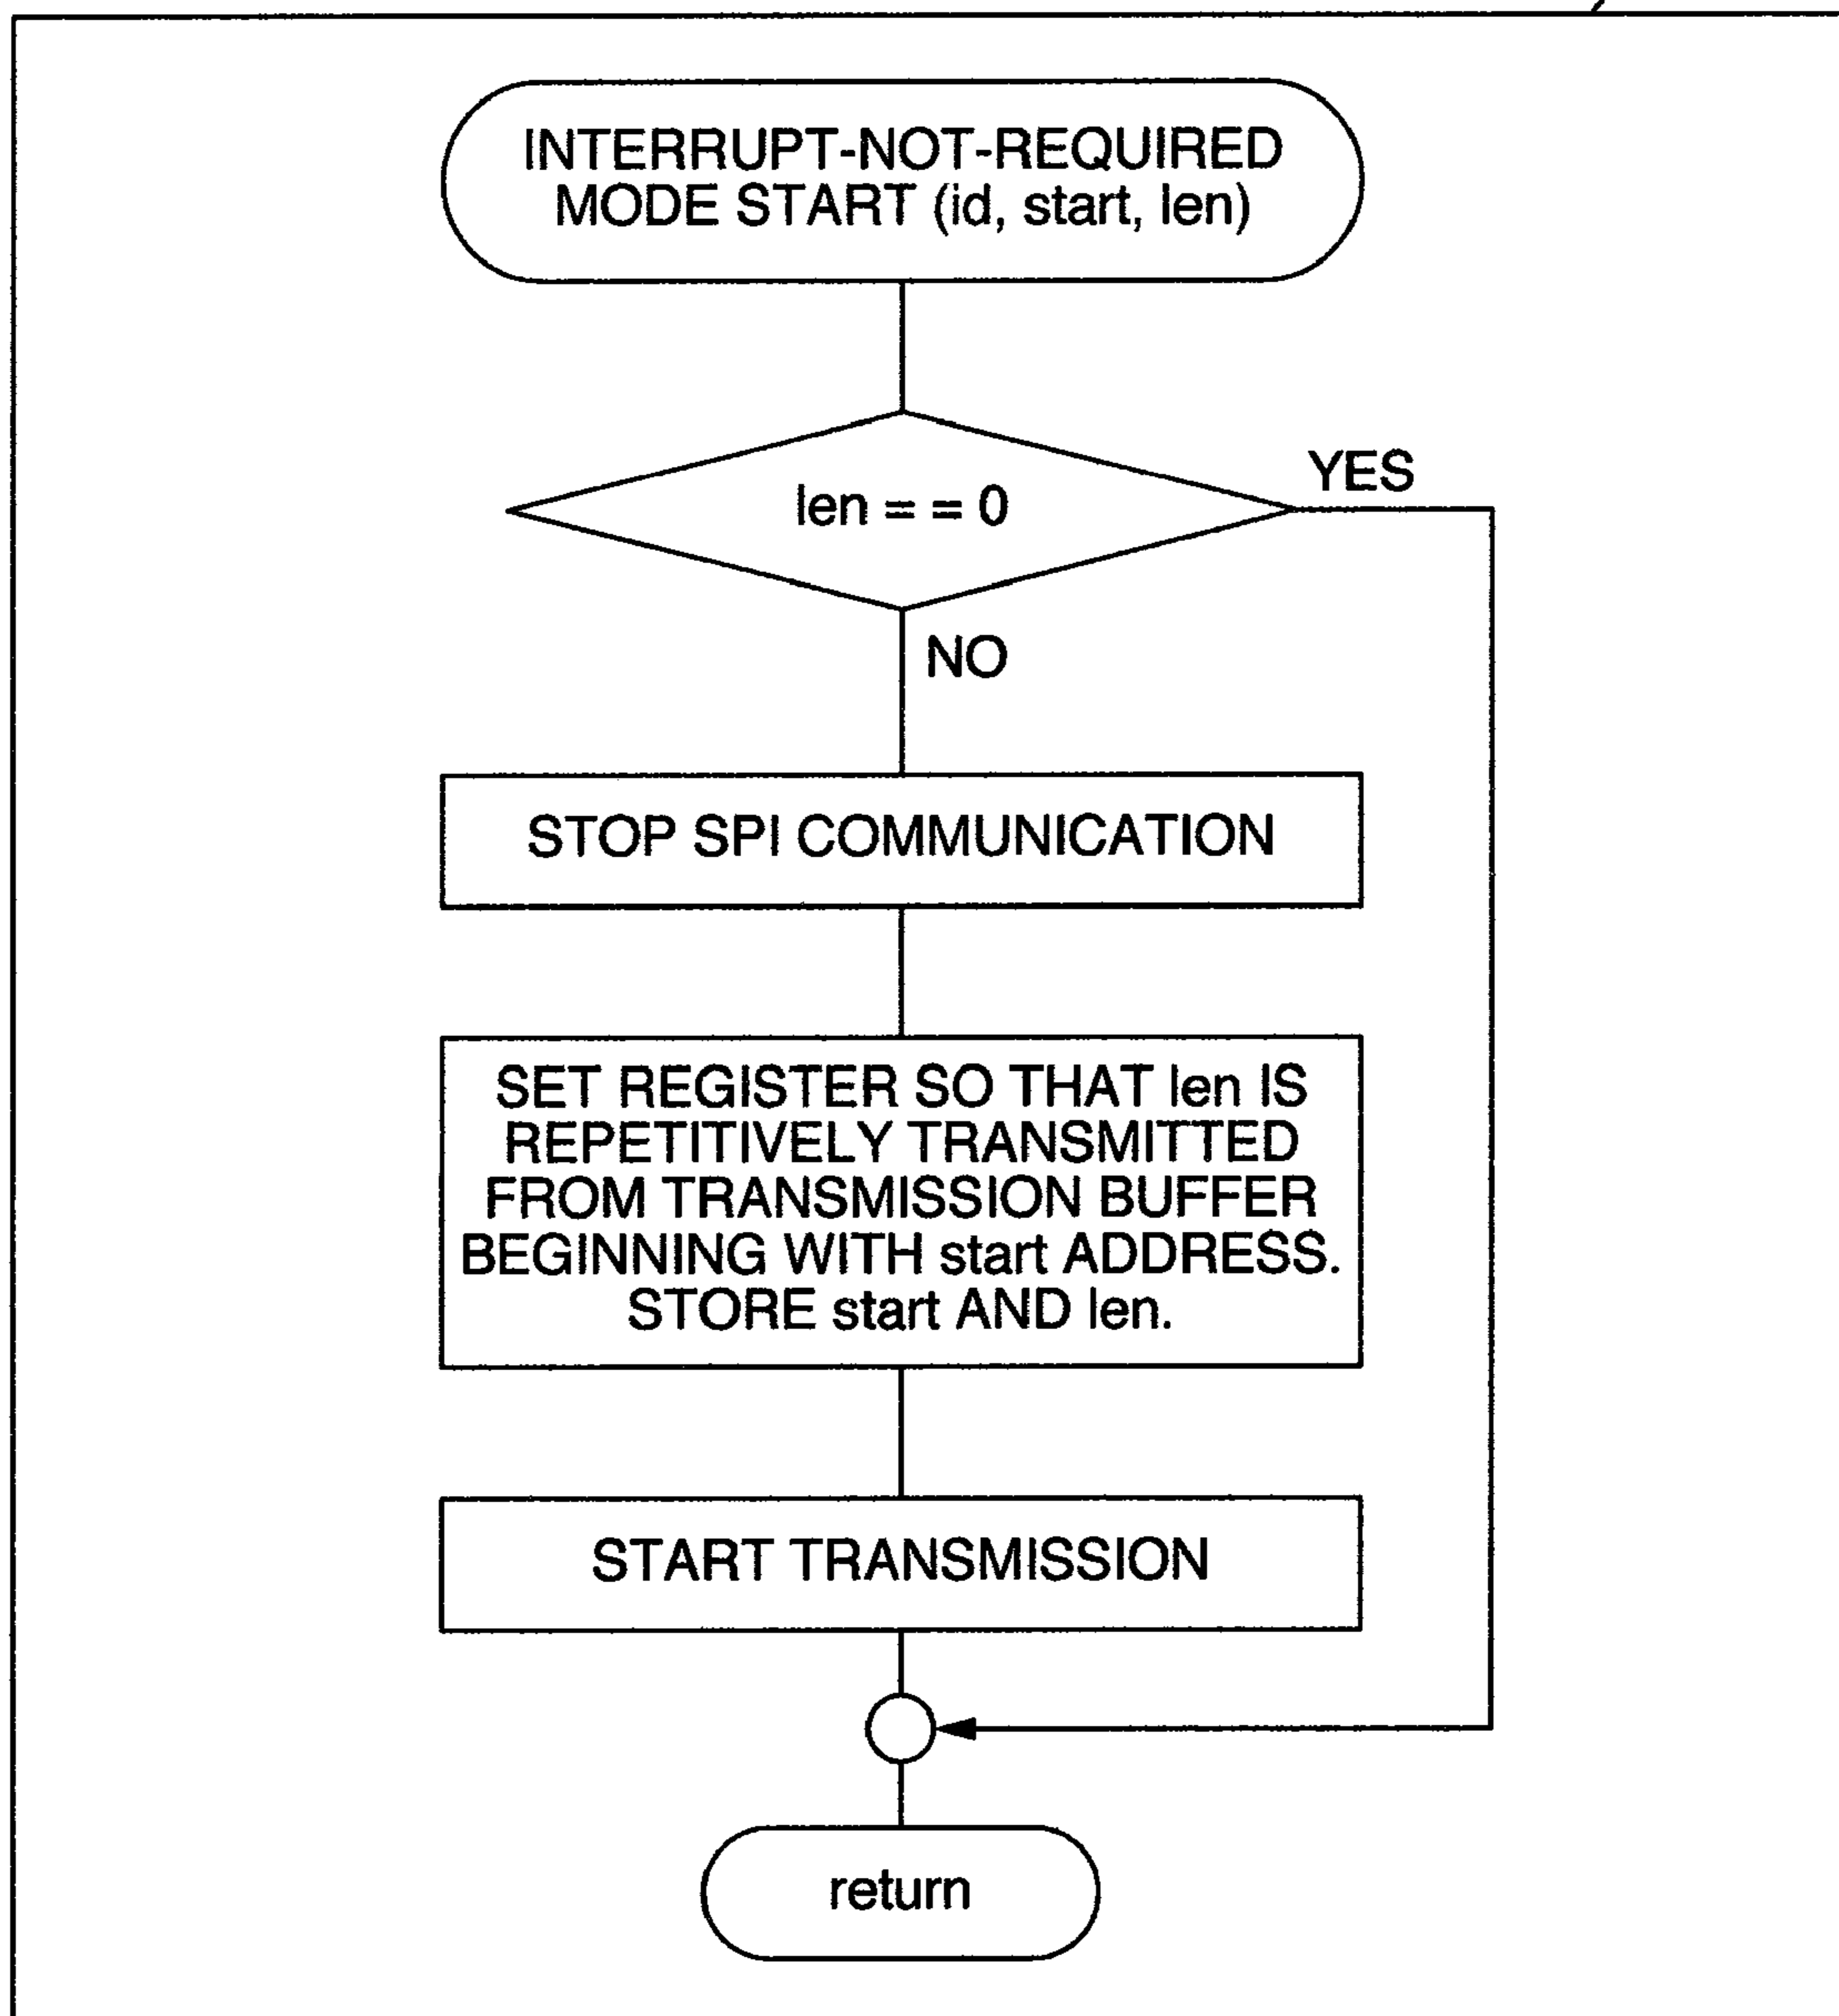 INTERRUPT-NOT-REQUIRED
MODE START (id, start, len)
len = = 0
YES
NO
STOP SPI COMMUNICATION
SET REGISTER SO THAT len IS
REPETITIVELY TRANSMITTED
FROM TRANSMISSION BUFFER
BEGINNING WITH start ADDRESS.
STORE start AND len.
START TRANSMISSION
return